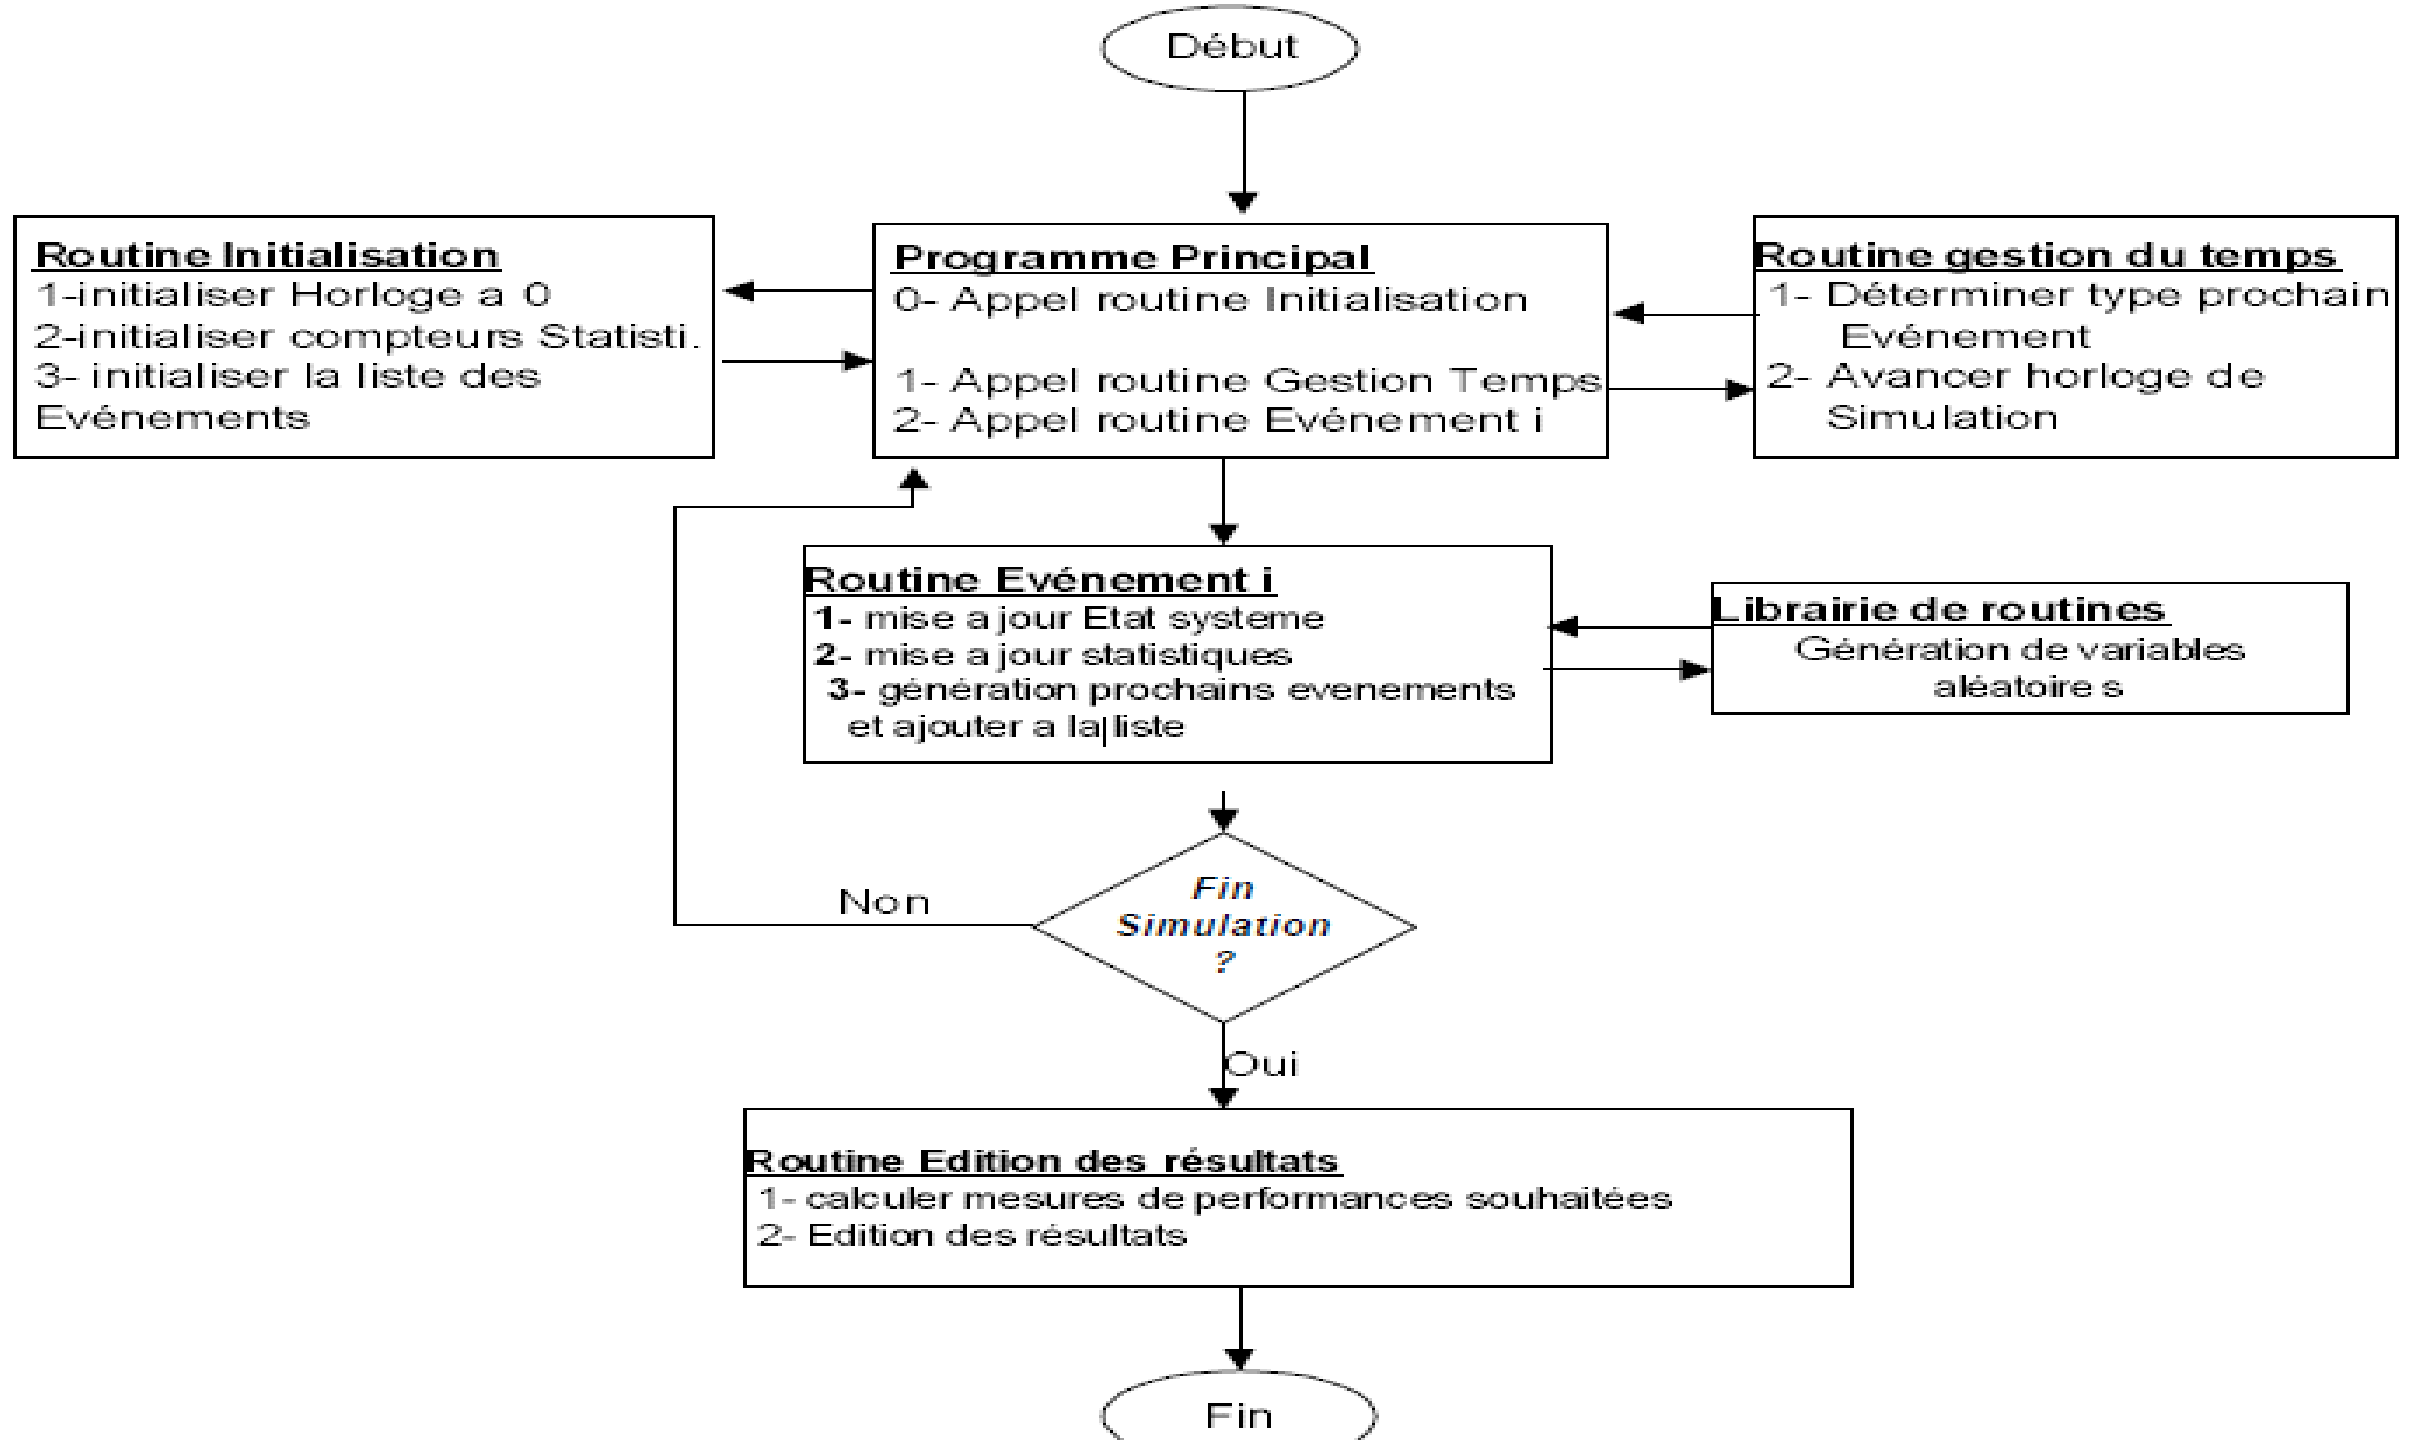 Début
Routine Initialisation
1-initialiser Horloge a 0
2-initialiser compteurs Statisti.
3- initialiser la liste des
Evénements
Programme Principal
0- Appel routine Initialisation
1- Appel routine Gestion Temps
2- Appel routine Evénement i
Routine gestion du temps
1- Déterminer type prochain
Evénement
2- Avancer horloge de
Simulation
Routine Evénement i
1- mise a jour Etat systeme
2- mise a jour statistiques
3- génération prochains evenements
et ajouter a la liste
Librairie de routines
Génération de variables
aléatoires
Fin
Simulation
?
Non
Oui
Routine Edition des résultats
1- calculer mesures de performances souhaitées
2- Edition des résultats
Fin